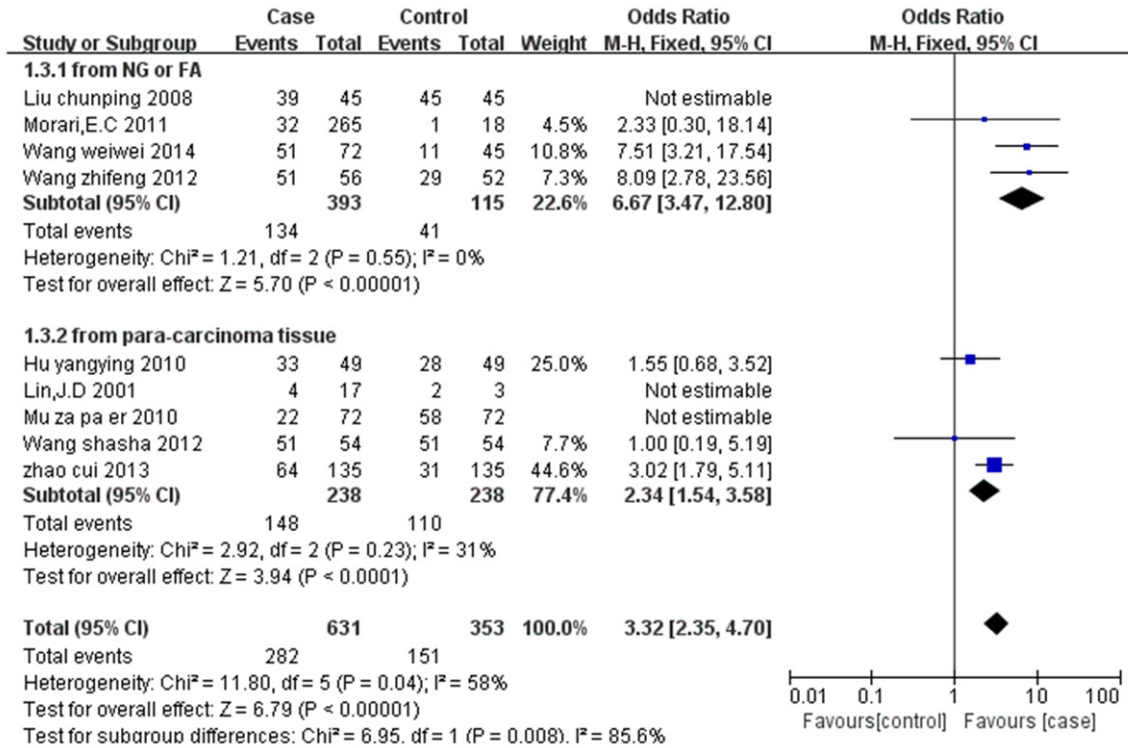 Case Control Odds Ratio Odds Ratio
Study or Subgroup Events Total Events Total Weight M-H, Fixed, 95% CI M-H, Fixed, 95% CI
1.3.1 from NG or FA
Liu chunping 2008 39 45 45 45 Not estimable
Morari,E.C 2011 32 265 1 18 4.5% 2.33 [0.30, 18.14]
Wang weiwei 2014 51 72 11 45 10.8% 7.51 [3.21, 17.54]
Wang zhifeng 2012 51 56 29 52 7.3% 8.09 [2.78, 23.56]
Subtotal (95% CI) 393 115 22.6% 6.67 [3.47, 12.80]
Total events 134 41
Heterogeneity: Chi² = 1.21, df = 2 (P = 0.55); I² = 0%
Test for overall effect: Z = 5.70 (P < 0.00001)
1.3.2 from para-carcinoma tissue
Hu yangying 2010 33 49 28 49 25.0% 1.55 [0.68, 3.52]
Lin,J.D 2001 4 17 2 3 Not estimable
Mu za pa er 2010 22 72 58 72 Not estimable
Wang shasha 2012 51 54 51 54 7.7% 1.00 [0.19, 5.19]
zhao cui 2013 64 135 31 135 44.6% 3.02 [1.79, 5.11]
Subtotal (95% CI) 238 238 77.4% 2.34 [1.54, 3.58]
Total events 148 110
Heterogeneity: Chi² = 2.92, df = 2 (P = 0.23); I² = 31%
Test for overall effect: Z = 3.94 (P < 0.0001)
Total (95% CI) 631 353 100.0% 3.32 [2.35, 4.70]
Total events 282 151
Heterogeneity: Chi² = 11.80, df = 5 (P = 0.04); I² = 58%
Test for overall effect: Z = 6.79 (P < 0.00001)
Test for subgroup differences: Chi² = 6.95, df = 1 (P = 0.008), I² = 85.6%
0.01 0.1 1 10 100
Favours[control] Favours [case]